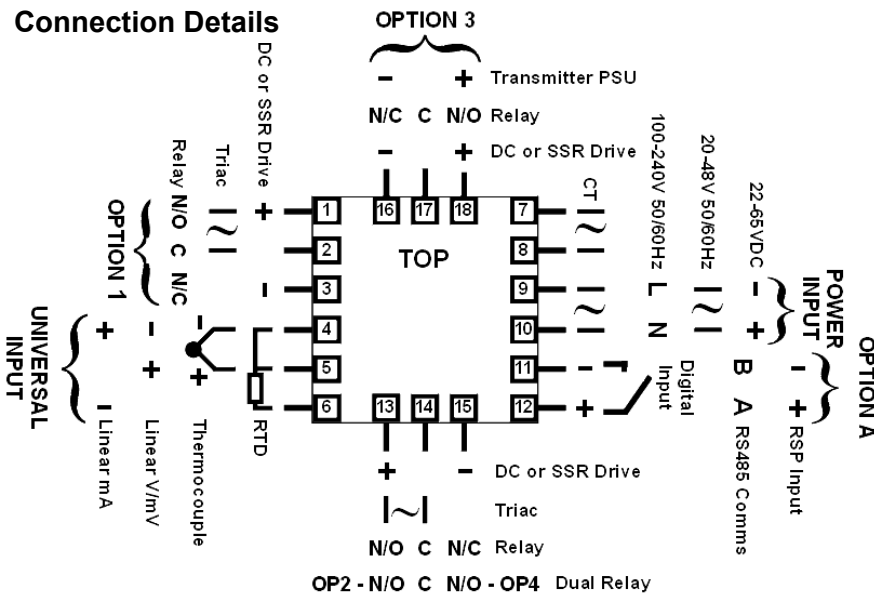 Connection Details
OPTION 3
- + Transmitter PSU
N/C C N/O Relay
- + DC or SSR Drive
DC or SSR Drive
+
-
Triac
~
Relay N/O C N/C
OPTION 1
16 17 18
TOP
1
2
3
4
5
6
7
8
9
10
11
12
13 14 15
CT
~
~
100-240V 50/60Hz
L
N
20-48V 50/60Hz
~
22-65VDC
- +
POWER
INPUT
OPTION A
- +
Digital
Input
B
A
RS485 Comms
- +
RSP Input
UNIVERSAL
INPUT
+ -
Linear mA
- +
Linear V/mV
- +
Thermocouple
RTD
+ - DC or SSR Drive
~ Triac
N/O C N/C Relay
OP2 - N/O C N/O - OP4 Dual Relay